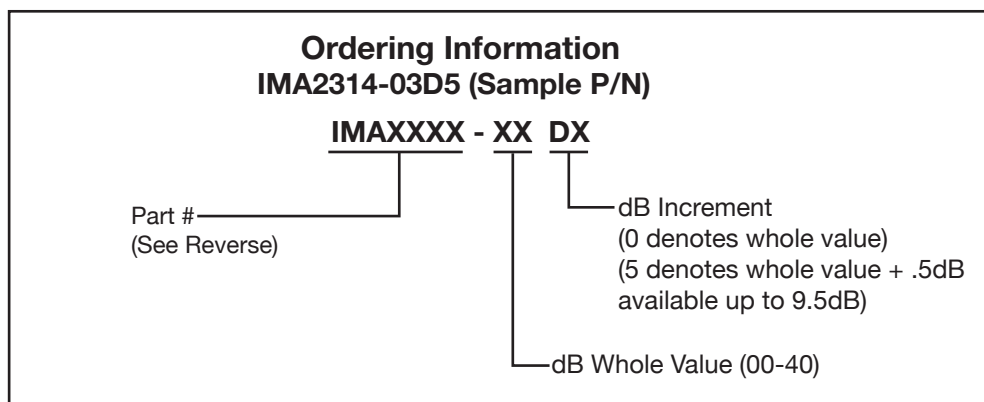 Ordering Information
IMA2314-03D5 (Sample P/N)
IMAXXXX - XX DX
Part #
(See Reverse)
dB Increment
(0 denotes whole value)
(5 denotes whole value + .5dB
available up to 9.5dB)
dB Whole Value (00-40)